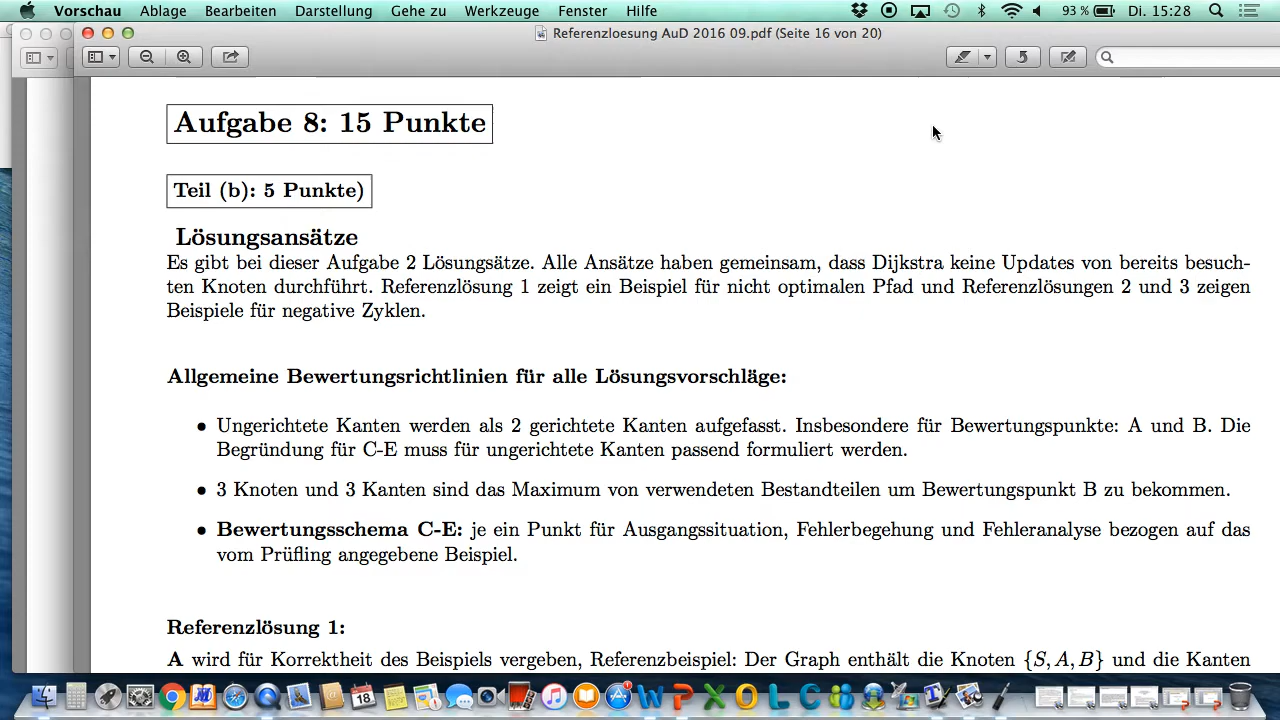 Vorschau Ablage Bearbeiten Darstellung Gehe zu Werkzeuge Fenster Hilfe 93 % Di. 15:28
Referenzloesung AuD 2016 09.pdf (Seite 16 von 20)
Aufgabe 8: 15 Punkte
Teil (b): 5 Punkte)
Lösungsansätze
Es gibt bei dieser Aufgabe 2 Lösungsätze. Alle Ansätze haben gemeinsam, dass Dijkstra keine Updates von bereits besuch-
ten Knoten durchführt. Referenzlösung 1 zeigt ein Beispiel für nicht optimalen Pfad und Referenzlösungen 2 und 3 zeigen
Beispiele für negative Zyklen.
Allgemeine Bewertungsrichtlinien für alle Lösungsvorschläge:
• Ungerichtete Kanten werden als 2 gerichtete Kanten aufgefasst. Insbesondere für Bewertungspunkte: A und B. Die
Begründung für C-E muss für ungerichtete Kanten passend formuliert werden.
• 3 Knoten und 3 Kanten sind das Maximum von verwendeten Bestandteilen um Bewertungspunkt B zu bekommen.
• Bewertungsschema C-E: je ein Punkt für Ausgangssituation, Fehlerbegehung und Fehleranalyse bezogen auf das
vom Prüfling angegebene Beispiel.
Referenzlösung 1:
A wird für Korrektheit des Beispiels vergeben, Referenzbeispiel: Der Graph enthält die Knoten {S, A, B} und die Kanten